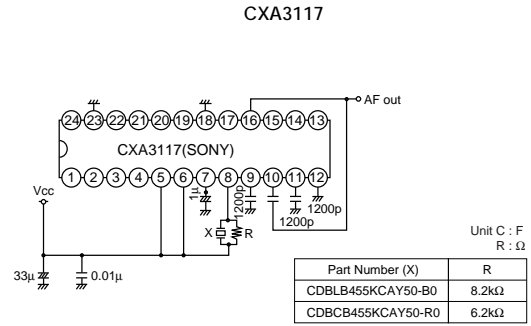 CXA3117
AF out
24 23 22 21 20 19 18 17 16 15 14 13
CXA3117(SONY)
1 2 3 4 5 6 7 8 9 10 11 12
Vcc
1μ
1200p
1200p
1200p
X
R
33μ
0.01μ
Unit C : F
R : Ω
Part Number (X) R
CDBLB455KCAY50-B0 8.2kΩ
CDBCB455KCAY50-R0 6.2kΩ